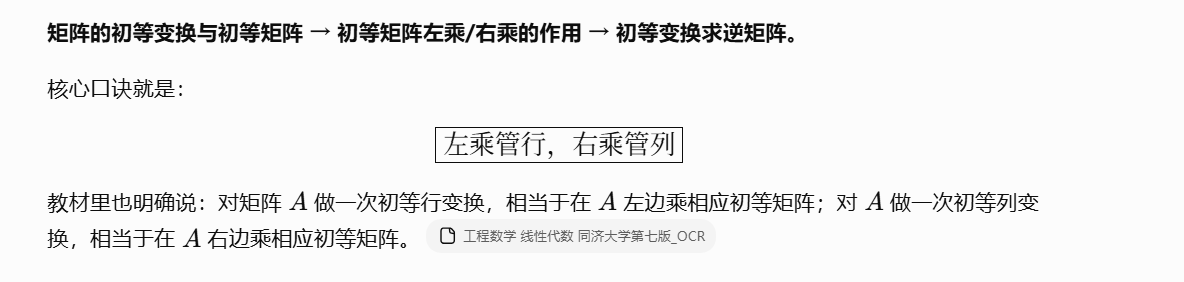 矩阵的初等变换与初等矩阵 → 初等矩阵左乘/右乘的作用 → 初等变换求逆矩阵。
核心口诀就是：
左乘管行，右乘管列
教材里也明确说：对矩阵 A 做一次初等行变换，相当于在 A 左边乘相应初等矩阵；对 A 做一次初等列变
换，相当于在 A 右边乘相应初等矩阵。 工程数学 线性代数 同济大学第七版_OCR